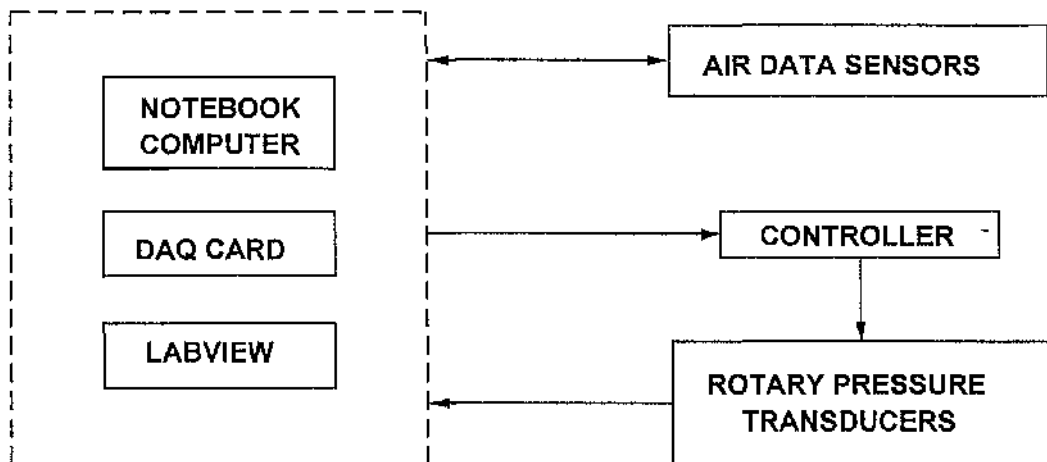 NOTEBOOK
COMPUTER
DAQ CARD
LABVIEW
AIR DATA SENSORS
CONTROLLER
ROTARY PRESSURE
TRANSDUCERS